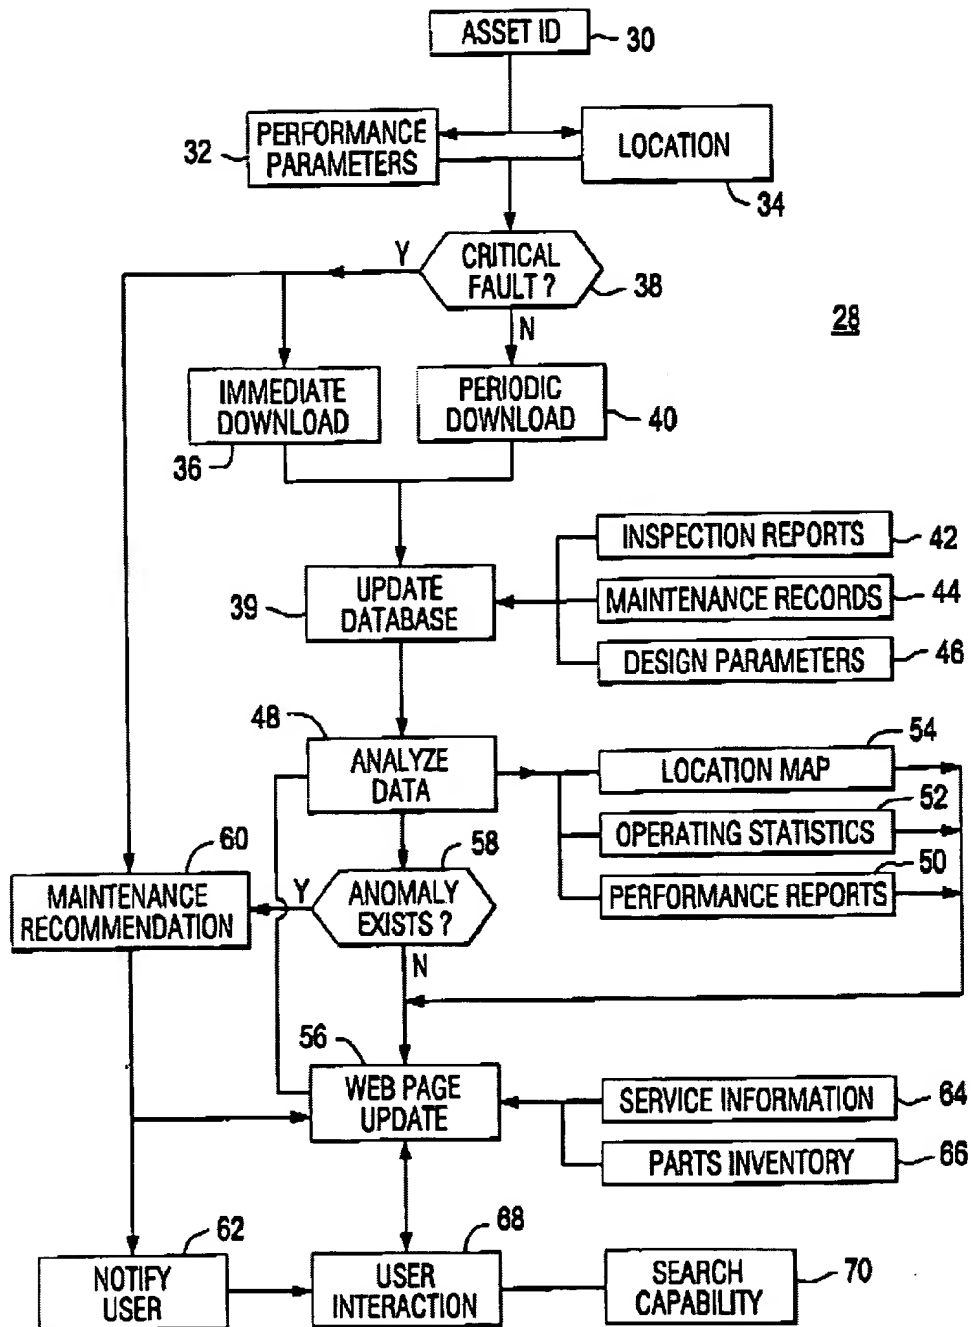 ASSET ID
30
PERFORMANCE
PARAMETERS
32
LOCATION
34
CRITICAL
FAULT ?
38
Y
N
28
IMMEDIATE
DOWNLOAD
36
PERIODIC
DOWNLOAD
40
UPDATE
DATABASE
39
INSPECTION REPORTS
42
MAINTENANCE RECORDS
44
DESIGN PARAMETERS
46
48
ANALYZE
DATA
54
LOCATION MAP
52
OPERATING STATISTICS
50
PERFORMANCE REPORTS
58
ANOMALY
EXISTS ?
Y
N
60
MAINTENANCE
RECOMMENDATION
56
WEB PAGE
UPDATE
SERVICE INFORMATION
64
PARTS INVENTORY
66
62
NOTIFY
USER
68
USER
INTERACTION
SEARCH
CAPABILITY
70